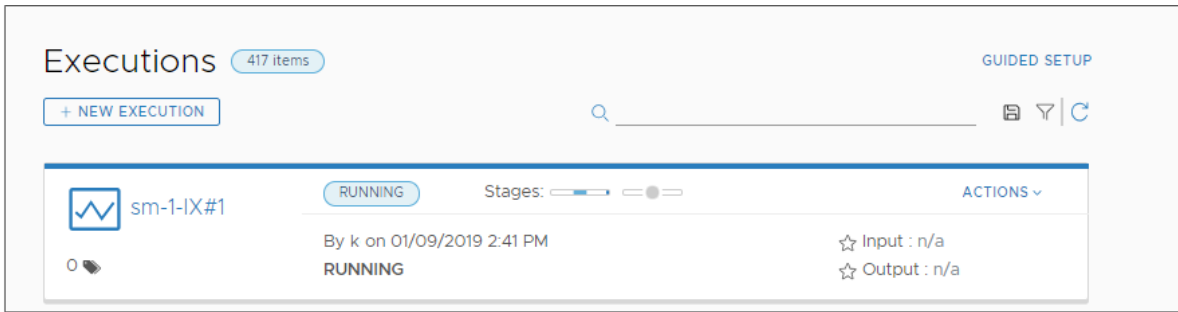 Executions 417 items
GUIDED SETUP
+ NEW EXECUTION
sm-1-IX#1
RUNNING
Stages:
ACTIONS
By k on 01/09/2019 2:41 PM
Input : n/a
0
RUNNING
Output : n/a